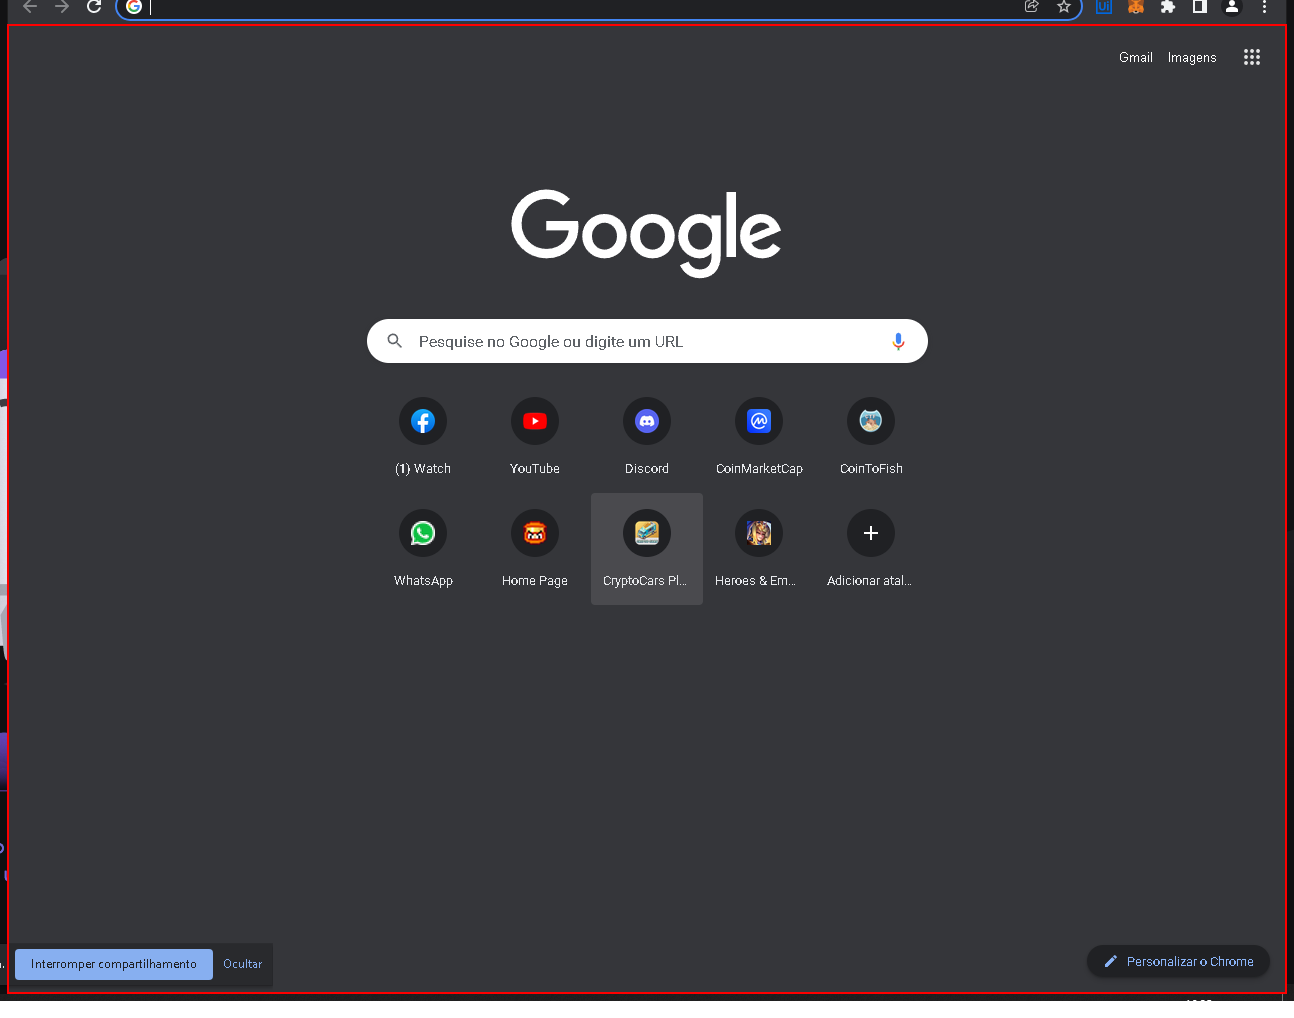 Ui
Gmail Imagens
Google
Pesquise no Google ou digite um URL
(1) Watch YouTube Discord CoinMarketCap CoinToFish
WhatsApp Home Page CryptoCars Pl... Heroes & Em... Adicionar atal...
Interromper compartilhamento Ocultar
Personalizar o Chrome